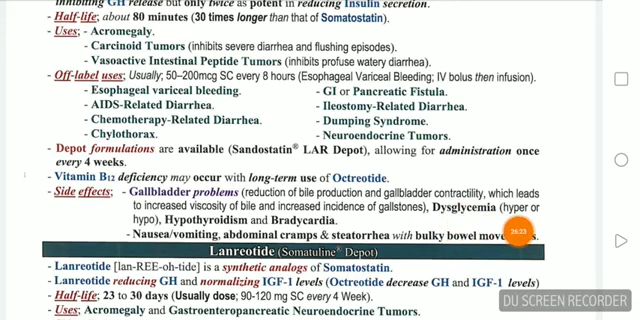 inhibiting GH release but only twice as potent in reducing Insulin secretion.
- Half-life; about 80 minutes (30 times longer than that of Somatostatin).
- Uses; - Acromegaly.
- Carcinoid Tumors (inhibits severe diarrhea and flushing episodes).
- Vasoactive Intestinal Peptide Tumors (inhibits profuse watery diarrhea).
- Off-label uses; Usually; 50–200mcg SC every 8 hours (Esophageal Variceal Bleeding; IV bolus then infusion).
- Esophageal variceal bleeding. - GI or Pancreatic Fistula.
- AIDS-Related Diarrhea. - Ileostomy-Related Diarrhea.
- Chemotherapy-Related Diarrhea. - Dumping Syndrome.
- Chylothorax. - Neuroendocrine Tumors.
- Depot formulations are available (Sandostatin® LAR Depot), allowing for administration once
every 4 weeks.
- Vitamin B12 deficiency may occur with long-term use of Octreotide.
- Side effects; - Gallbladder problems (reduction of bile production and gallbladder contractility, which leads
to increased viscosity of bile and increased incidence of gallstones), Dysglycemia (hyper or
hypo), Hypothyroidism and Bradycardia.
- Nausea/vomiting, abdominal cramps & steatorrhea with bulky bowel
26:23
Lanreotide (Somatuline® Depot)
- Lanreotide [lan-REE-oh-tide] is a synthetic analogs of Somatostatin.
- Lanreotide reducing GH and normalizing IGF-1 levels (Octreotide decrease GH and IGF-1 levels)
- Half-life; 23 to 30 days (Usually dose; 90-120 mg SC every 4 Week).
- Uses; Acromegaly and Gastroenteropancreatic Neuroendocrine Tumors.
DU SCREEN RECORDER